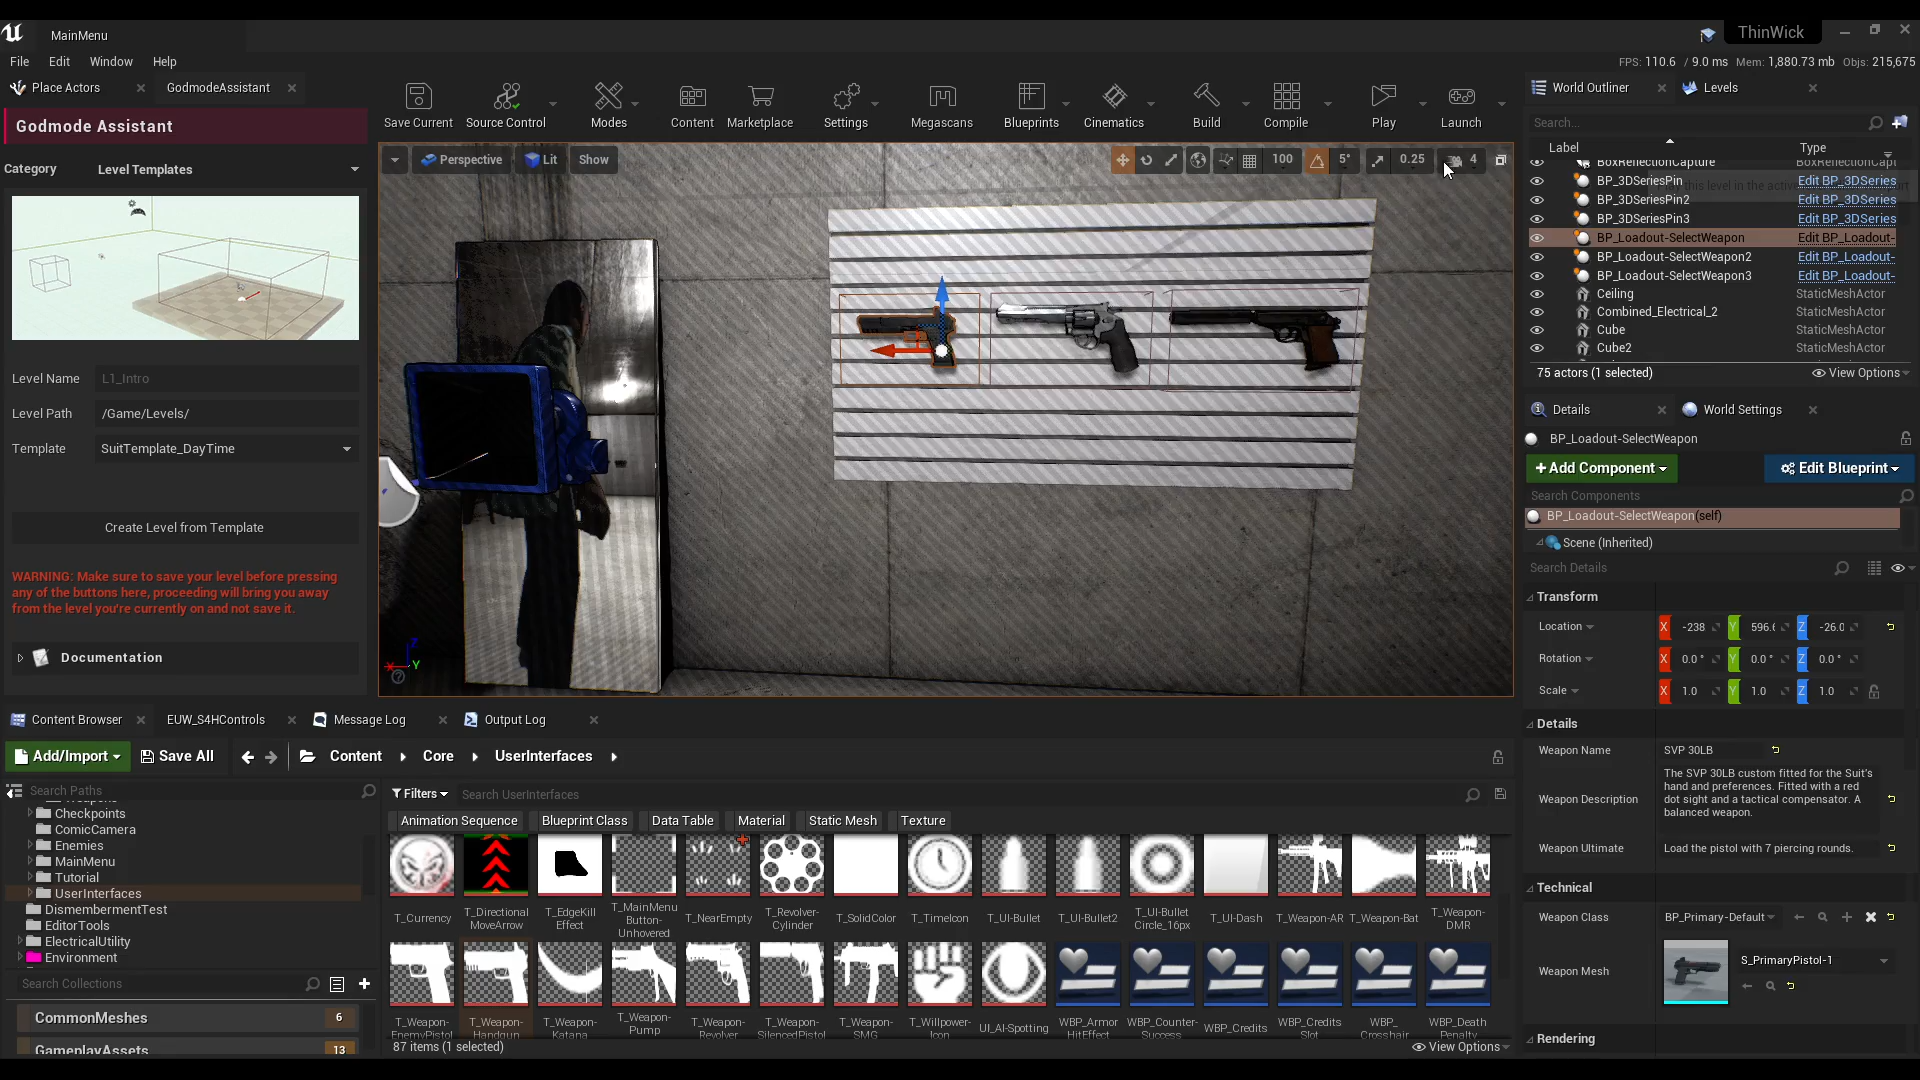 MainMenu
ThinWick
File Edit Window Help
FPS: 110.6 / 9.0 ms Mem: 1,880.73 mb Objs: 215,675
Place Actors
GodmodeAssistant
Godmode Assistant
Category Level Templates
Level Name L1_Intro
Level Path /Game/Levels/
Template SuitTemplate_DayTime
Create Level from Template
WARNING: Make sure to save your level before pressing
any of the buttons here, proceeding will bring you away
from the level you're currently on and not save it.
Documentation
Save Current Source Control Modes Content Marketplace Settings Megascans Blueprints Cinematics Build Compile Play Launch
Perspective Lit Show
100 5° 0.25 4
X Y Z
World Outliner Levels
Search...
Label Type
BoxReflectionCapture BoxReflectionCapt
BP_3DSeriesPin Edit BP_3DSeries
BP_3DSeriesPin2 Edit BP_3DSeries
BP_3DSeriesPin3 Edit BP_3DSeries
BP_Loadout-SelectWeapon Edit BP_Loadout-
BP_Loadout-SelectWeapon2 Edit BP_Loadout-
BP_Loadout-SelectWeapon3 Edit BP_Loadout-
Ceiling StaticMeshActor
Combined_Electrical_2 StaticMeshActor
Cube StaticMeshActor
Cube2 StaticMeshActor
75 actors (1 selected) View Options
Details World Settings
BP_Loadout-SelectWeapon
+Add Component Edit Blueprint
Search Components
BP_Loadout-SelectWeapon(self)
Scene (Inherited)
Search Details
Transform
Location X -238 Y 596.6 Z -26.0
Rotation X 0.0° Y 0.0° Z 0.0°
Scale X 1.0 Y 1.0 Z 1.0
Details
Weapon Name SVP 30LB
Weapon Description
The SVP 30LB custom fitted for the Suit's
hand and preferences. Fitted with a red
dot sight and a tactical compensator. A
balanced weapon.
Weapon Ultimate Load the pistol with 7 piercing rounds.
Technical
Weapon Class BP_Primary-Default
Weapon Mesh S_PrimaryPistol-1
Rendering
Content Browser EUW_S4HControls Message Log Output Log
Add/Import Save All Content Core UserInterfaces
Search Paths
Checkpoints
ComicCamera
Enemies
MainMenu
Tutorial
UserInterfaces
DismembermentTest
EditorTools
ElectricalUtility
Environment
Search Collections
CommonMeshes 6
GameplayAssets 13
Filters Search UserInterfaces
Animation Sequence Blueprint Class Data Table Material Static Mesh Texture
T_Currency
T_Directional
MoveArrow
T_EdgeKill
Effect
T_MainMenu
Button-
Unhovered
T_NearEmpty
T_Revolver-
Cylinder
T_SolidColor
T_TimeIcon
T_UI-Bullet
T_UI-Bullet2
T_UI-Bullet
Circle_16px
T_UI-Dash
T_Weapon-AR
T_Weapon-Bat
T_Weapon-
DMR
T_Weapon-
EnemyPistol
T_Weapon-
Handgun
T_Weapon-
Katana
T_Weapon-
Pump
T_Weapon-
Revolver
T_Weapon-
SilencedPistol
T_Weapon-
SMG
T_Willpower-
Icon
UI_AI-Spotting
WBP_Armor
HitEffect
WBP_Counter-
Success
WBP_Credits
WBP_Credits
Slot
WBP_
Crosshair
WBP_Death
Penalty
87 items (1 selected) View Options